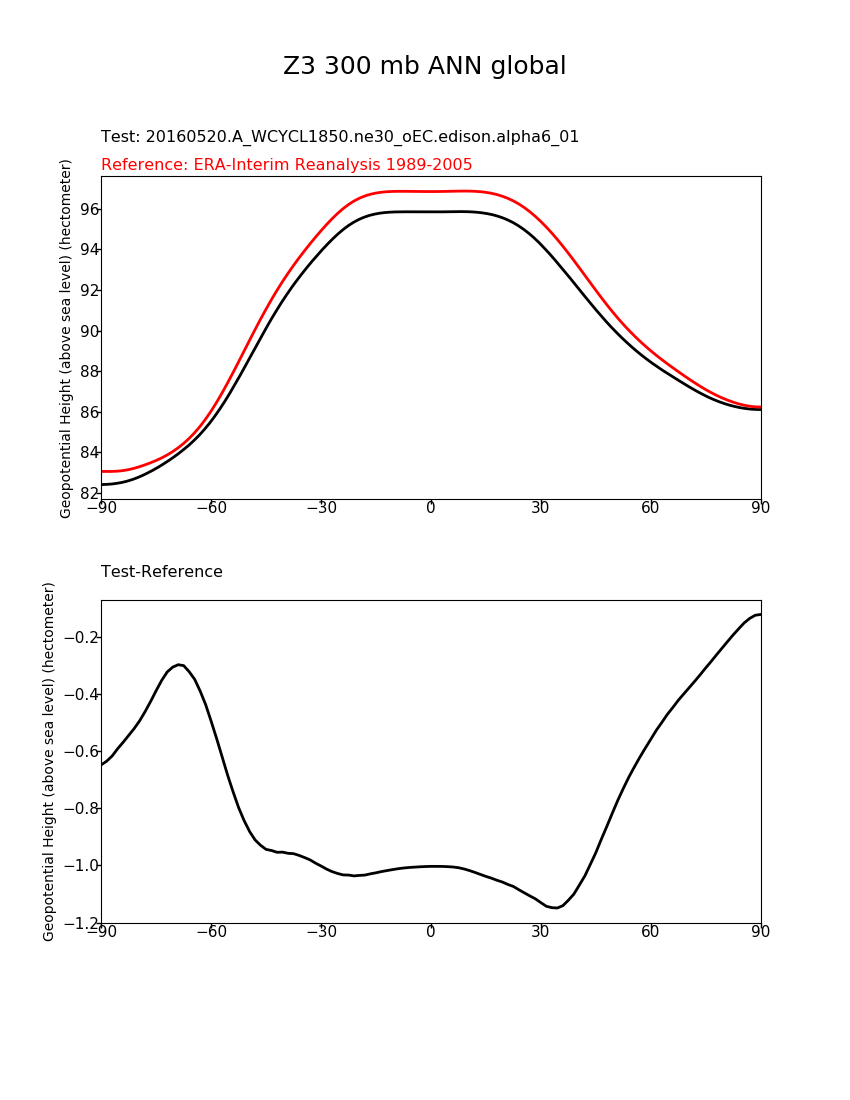 Z3 300 mb ANN global
Test: 20160520.A_WCYCL1850.ne30_oEC.edison.alpha6_01
Reference: ERA-Interim Reanalysis 1989-2005
Geopotential Height (above sea level) (hectometer)
96
94
92
90
88
86
84
82
−90 −60 −30 0 30 60 90
Test-Reference
Geopotential Height (above sea level) (hectometer)
−0.2
−0.4
−0.6
−0.8
−1.0
−1.2
−90 −60 −30 0 30 60 90